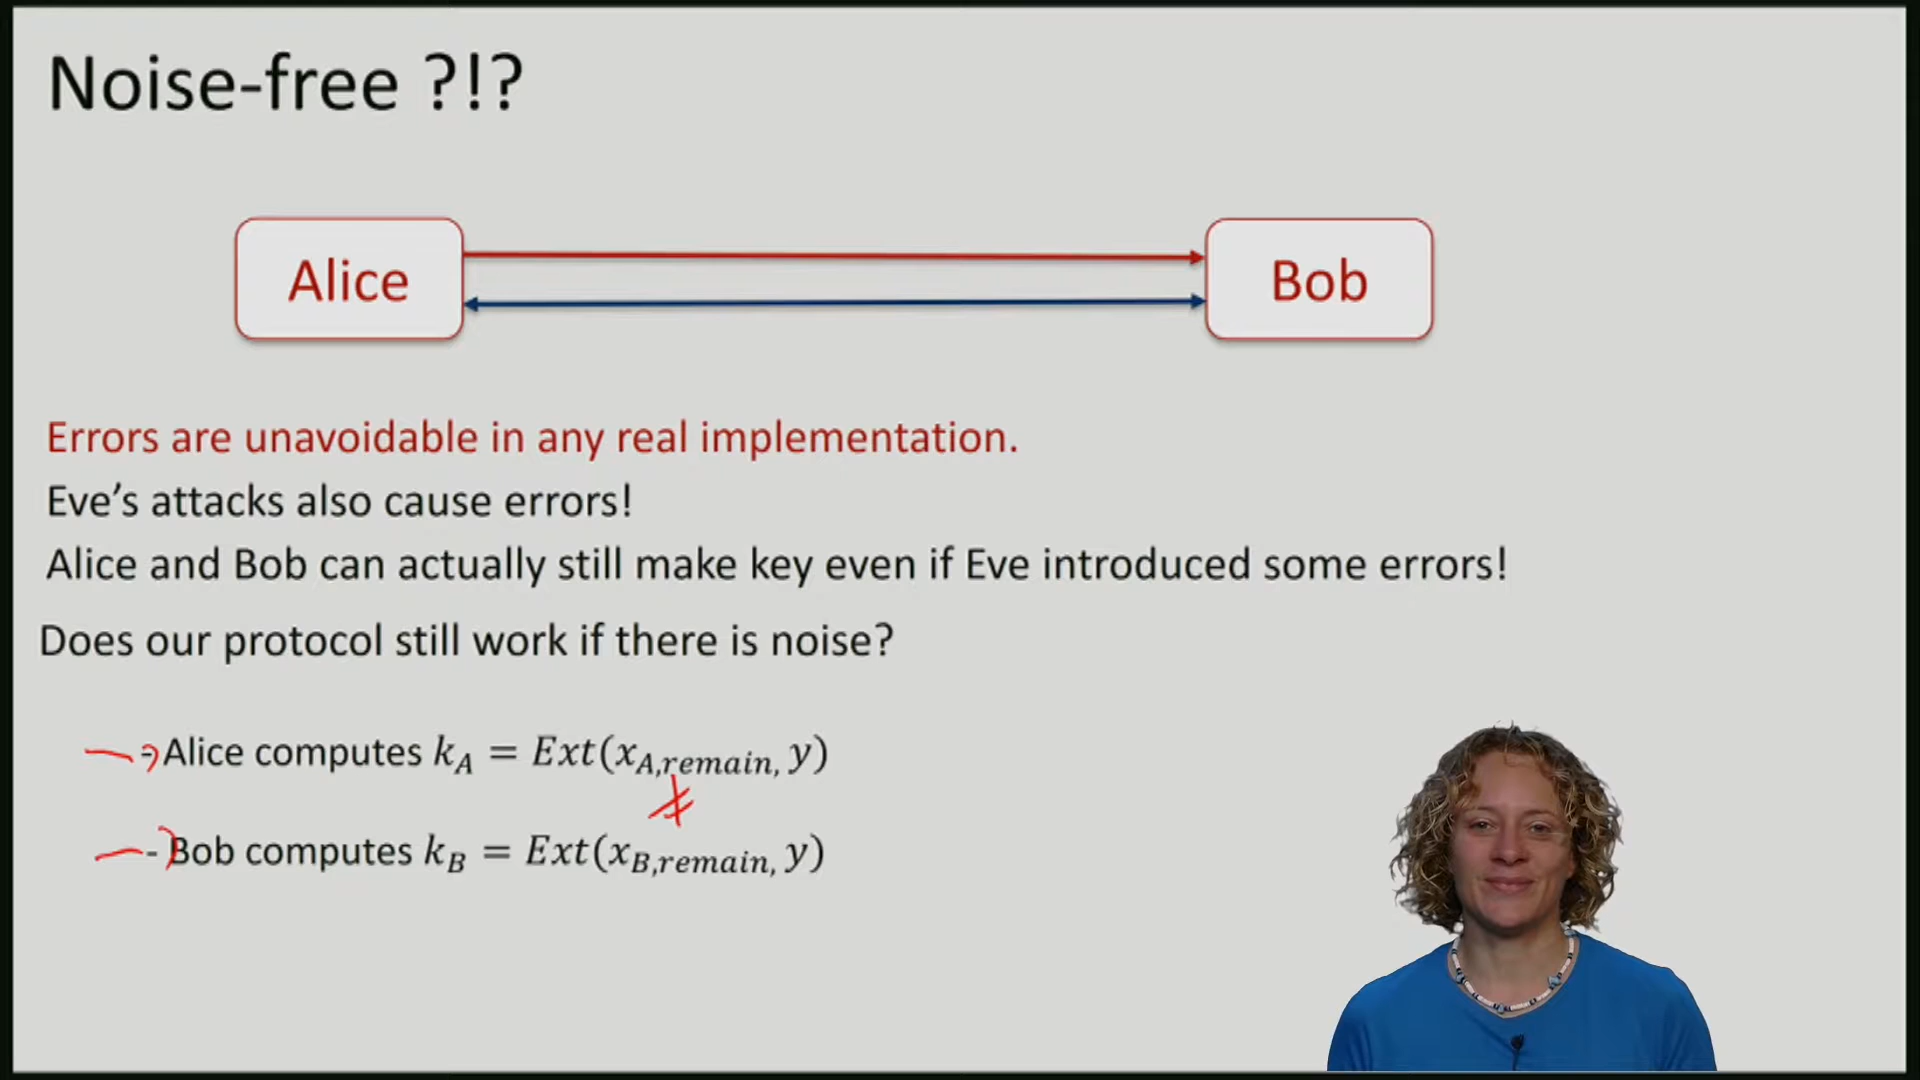 Noise-free ?!?
Alice
Bob
Errors are unavoidable in any real implementation.
Eve's attacks also cause errors!
Alice and Bob can actually still make key even if Eve introduced some errors!
Does our protocol still work if there is noise?
- Alice computes k_A = Ext(x_{A,remain,} y)
≠
- Bob computes k_B = Ext(x_{B,remain,} y)